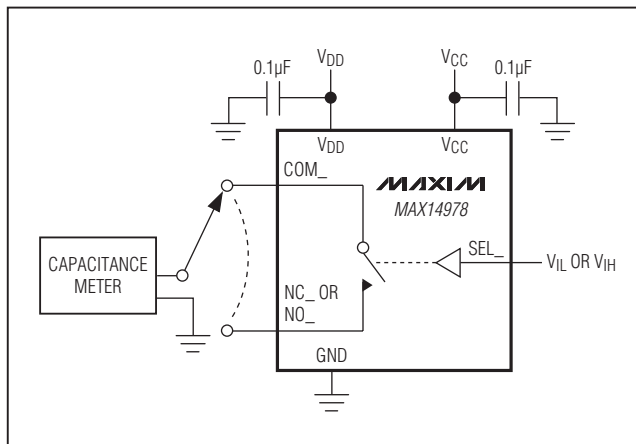 VDD
VCC
0.1µF
0.1µF
VDD
VCC
COM_
MAXIM
MAX14978
CAPACITANCE
METER
SEL_
VIL OR VIH
NC_ OR
NO_
GND